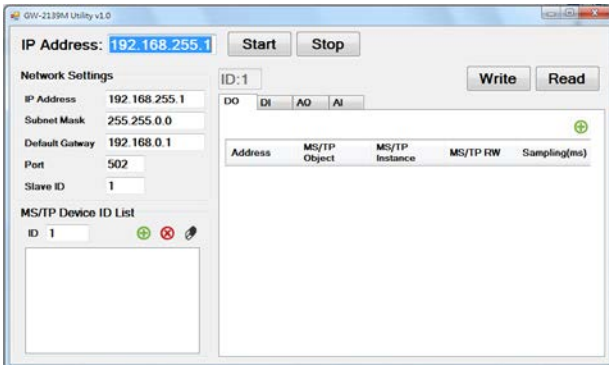 GW-2139M Utility v1.0
IP Address: 192.168.255.1 Start Stop
Network Settings
IP Address 192.168.255.1
Subnet Mask 255.255.0.0
Default Gatway 192.168.0.1
Port 502
Slave ID 1
MS/TP Device ID List
ID 1
ID:1 Write Read
DO DI AO AI
Address MS/TP Object MS/TP Instance MS/TP RW Sampling(ms)